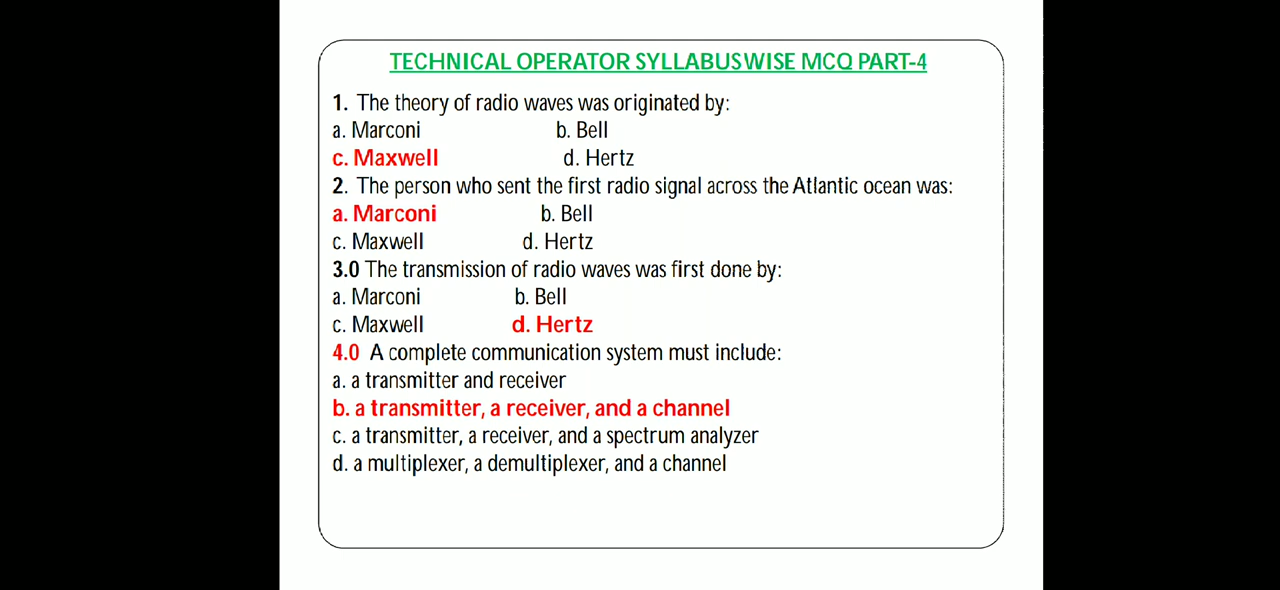 TECHNICAL OPERATOR SYLLABUSWISE MCQ PART-4
1. The theory of radio waves was originated by:
a. Marconi b. Bell
c. Maxwell d. Hertz
2. The person who sent the first radio signal across the Atlantic ocean was:
a. Marconi b. Bell
c. Maxwell d. Hertz
3.0 The transmission of radio waves was first done by:
a. Marconi b. Bell
c. Maxwell d. Hertz
4.0 A complete communication system must include:
a. a transmitter and receiver
b. a transmitter, a receiver, and a channel
c. a transmitter, a receiver, and a spectrum analyzer
d. a multiplexer, a demultiplexer, and a channel